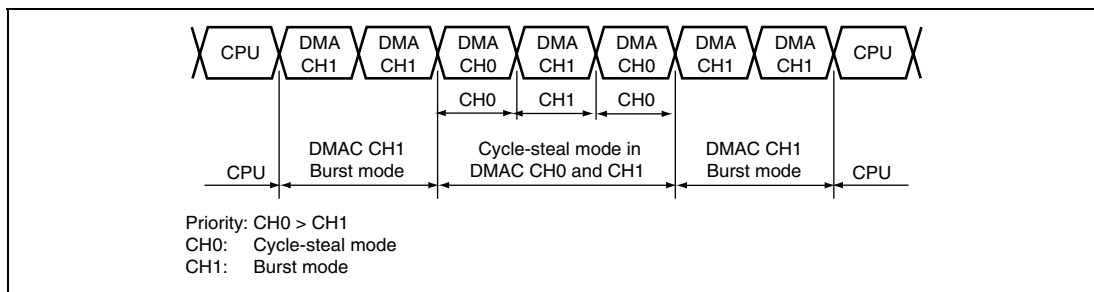 CPU DMA CH1 DMA CH1 DMA CH0 DMA CH1 DMA CH0 DMA CH1 DMA CH1 CPU
CH0 CH1 CH0
CPU DMAC CH1 Burst mode Cycle-steal mode in DMAC CH0 and CH1 DMAC CH1 Burst mode CPU
Priority: CH0 > CH1
CH0: Cycle-steal mode
CH1: Burst mode